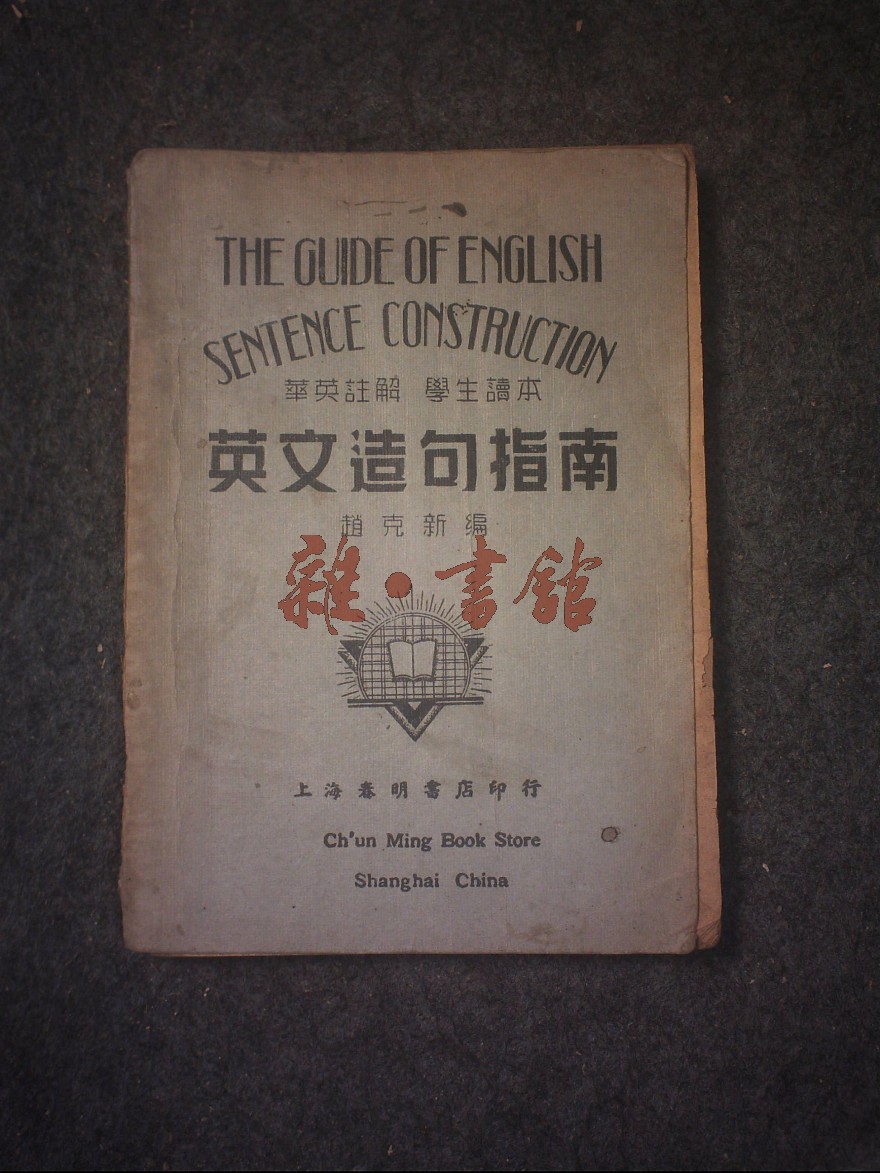 THE GUIDE OF ENGLISH
SENTENCE CONSTRUCTION
華英註解 學生讀本
英文造句指南
趙克新編
雜·書館
上海春明書店印行
Ch'un Ming Book Store
Shanghai China